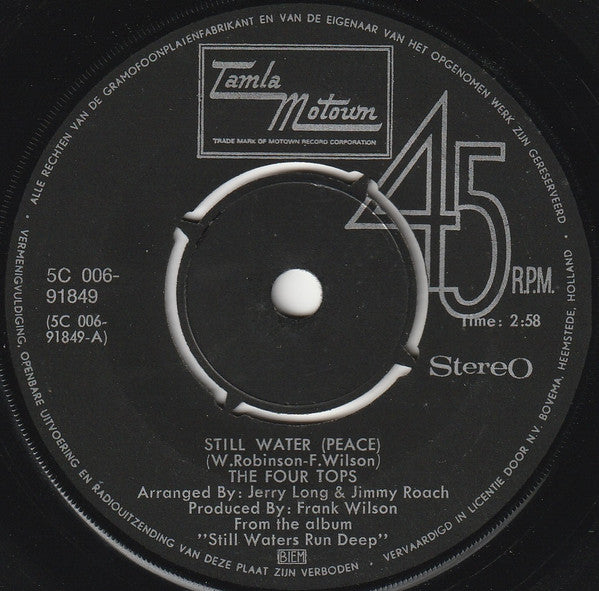 ALLE RECHTEN VAN DE GRAMOFOONPLATENFABRIKANT EN VAN DE EIGENAAR VAN HET OPGENOMEN WERK ZIJN GERESERVEERD •
Tamla
Motown
TRADE MARK OF MOTOWN RECORD CORPORATION
45
R.P.M.
5C 006-
91849
(5C 006-
91849-A)
Time: 2:58
Stereo
STILL WATER (PEACE)
(W.Robinson-F.Wilson)
THE FOUR TOPS
Arranged By: Jerry Long & Jimmy Roach
Produced By: Frank Wilson
From the album
"Still Waters Run Deep"
BIEM
VERMENIGVULDIGING, OPENBARE UITVOERING EN RADIOUITZENDING VAN DEZE PLAAT ZIJN VERBODEN •
VERVAARDIGD IN LICENTIE DOOR N.V. BOVEMA, HEEMSTEDE, HOLLAND